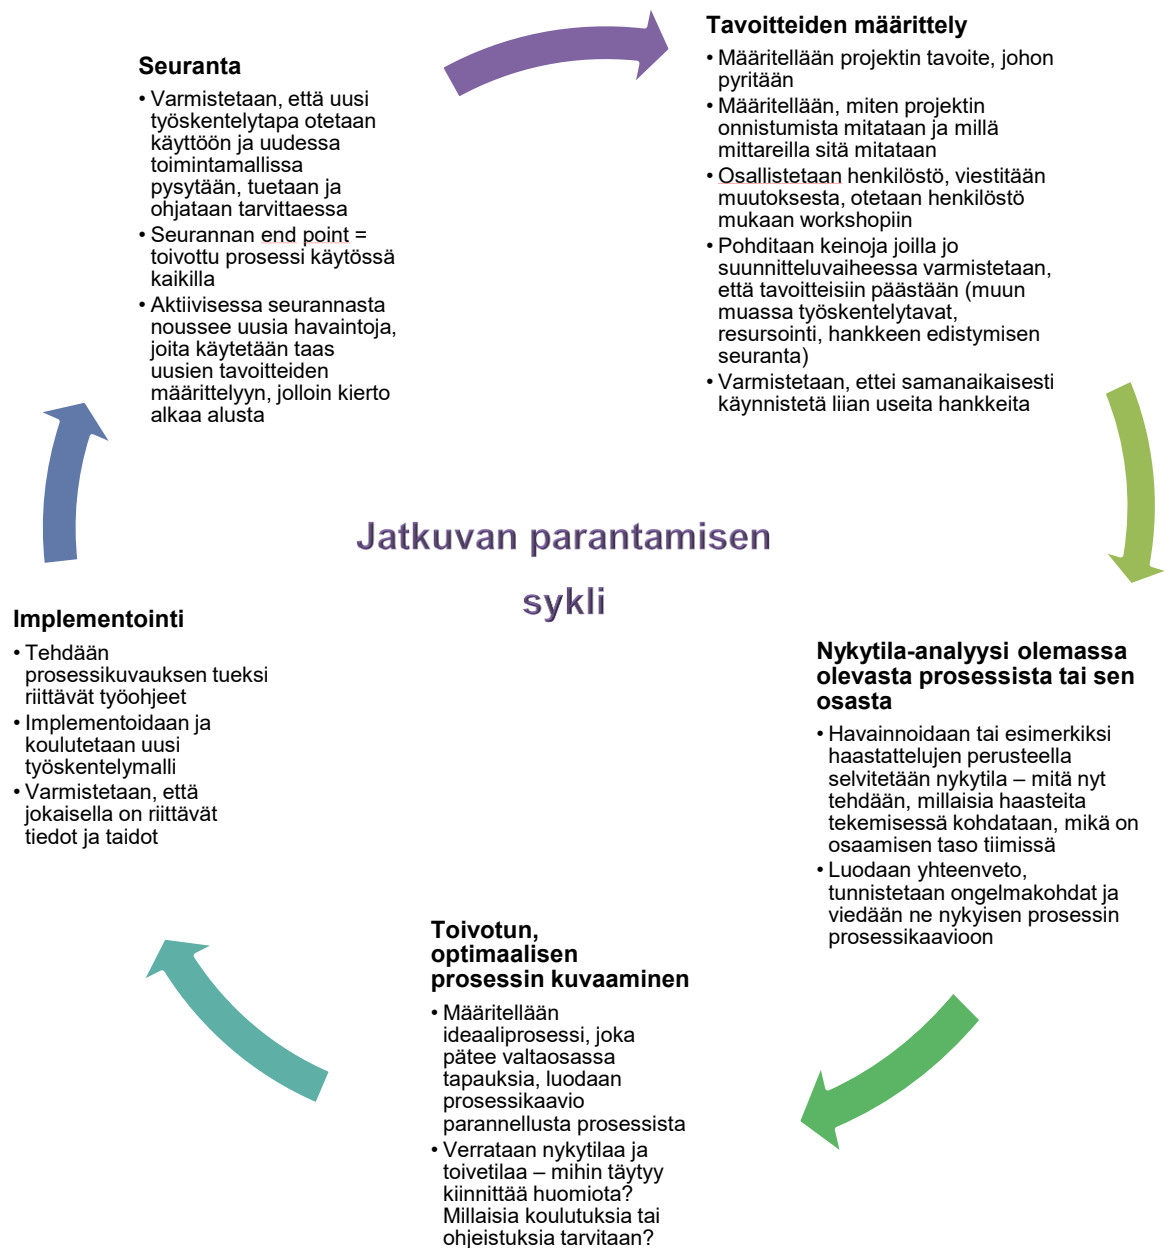 Tavoitteiden määrittely
• Määritellään projektin tavoite, johon
pyritään
• Määritellään, miten projektin
onnistumista mitataan ja millä
mittareilla sitä mitataan
• Osallistetaan henkilöstö, viestitään
muutoksesta, otetaan henkilöstö
mukaan workshopiin
• Pohditaan keinoja joilla jo
suunnitteluvaiheessa varmistetaan,
että tavoitteisiin päästään (muun
muassa työskentelytavat,
resursointi, hankkeen edistymisen
seuranta)
• Varmistetaan, ettei samanaikaisesti
käynnistetä liian useita hankkeita
Seuranta
• Varmistetaan, että uusi
työskentelytapa otetaan
käyttöön ja uudessa
toimintamallissa
pysytään, tuetaan ja
ohjataan tarvittaessa
• Seurannan end point =
toivottu prosessi käytössä
kaikilla
• Aktiivisessa seurannasta
noussee uusia havaintoja,
joita käytetään taas
uusien tavoitteiden
määrittelyyn, jolloin kierto
alkaa alusta
Jatkuvan parantamisen
sykli
Nykytila-analyysi olemassa
olevasta prosessista tai sen
osasta
• Havainnoidaan tai esimerkiksi
haastattelujen perusteella
selvitetään nykytila – mitä nyt
tehdään, millaisia haasteita
tekemisessä kohdataan, mikä on
osaamisen taso tiimissä
• Luodaan yhteenveto,
tunnistetaan ongelmakohdat ja
viedään ne nykyisen prosessin
prosessikaavioon
Toivotun,
optimaalisen
prosessin kuvaaminen
• Määritellään
ideaaliprosessi, joka
pätee valtaosassa
tapauksia, luodaan
prosessikaavio
parannellusta prosessista
• Verrataan nykytilaa ja
toivetilaa – mihin täytyy
kiinnittää huomiota?
Millaisia koulutuksia tai
ohjeistuksia tarvitaan?
Implementointi
• Tehdään
prosessikuvauksen tueksi
riittävät työohjeet
• Implementoidaan ja
koulutetaan uusi
työskentelymalli
• Varmistetaan, että
jokaisella on riittävät
tiedot ja taidot